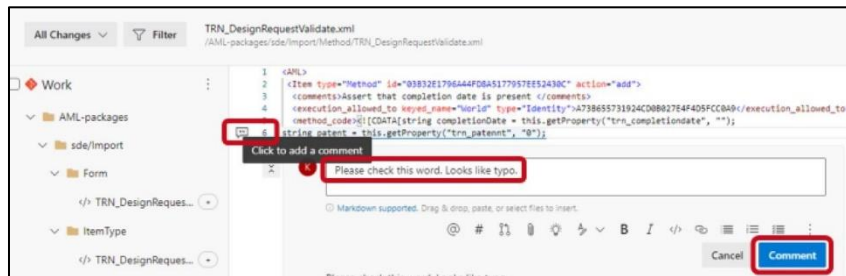 All Changes
Filter
TRN_DesignRequestValidate.xml
/AML-packages/sde/Import/Method/TRN_DesignRequestValidate.xml
Work
AML-packages
sde/Import
Form
</> TRN_DesignReques...
ItemType
</> TRN_DesignReques...
1 <AML>
2 <Item type="Method" id="03B32E1796A44FD8A5177957EE52430C" action="add">
3 <comments>Assert that completion date is present </comments>
4 <execution_allowed_to keyed_name="World" type="Identity">A73B655731924CD0B027E4F4D5FCC0A9</execution_allowed_to
5 <method_code><![CDATA[string completionDate = this.getProperty("trn_completiondate", "");
6 string patent = this.getProperty("trn_patennt", "0");
Click to add a comment
K
Please check this word. Looks like typo.
Markdown supported. Drag & drop, paste, or select files to insert.
@ # B I </>
Cancel
Comment